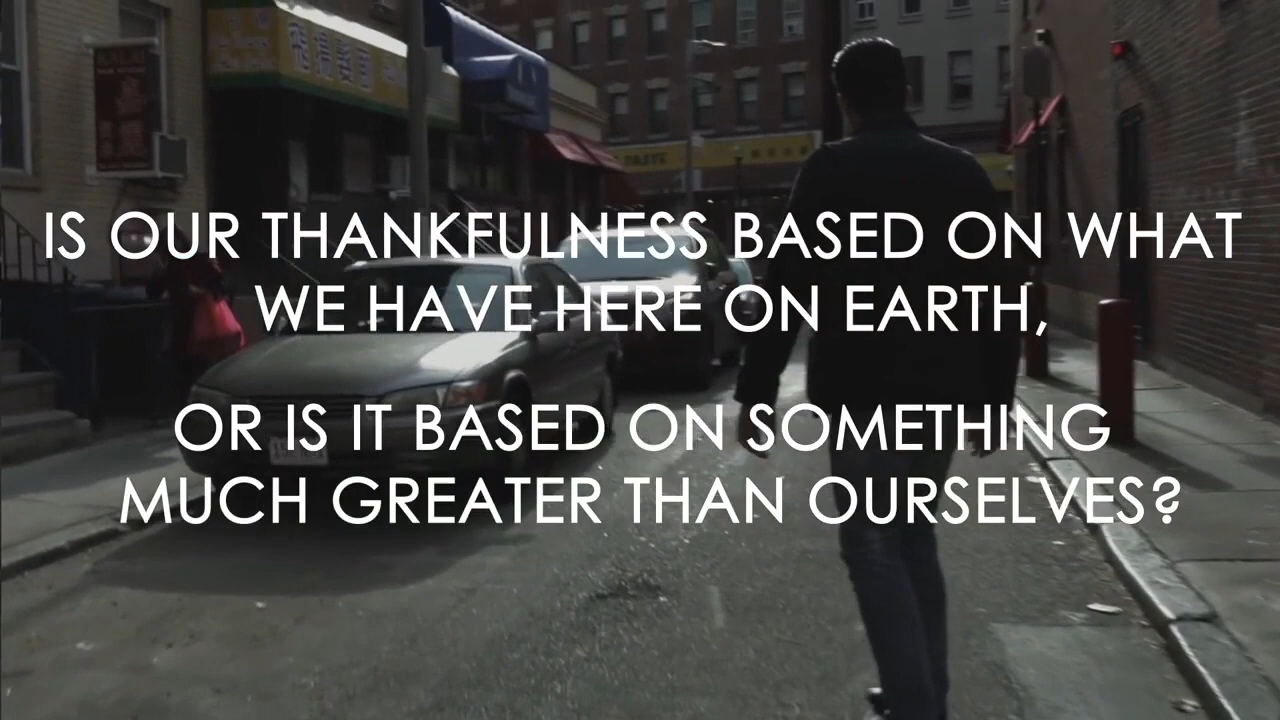 IS OUR THANKFULNESS BASED ON WHAT
WE HAVE HERE ON EARTH,
OR IS IT BASED ON SOMETHING
MUCH GREATER THAN OURSELVES?